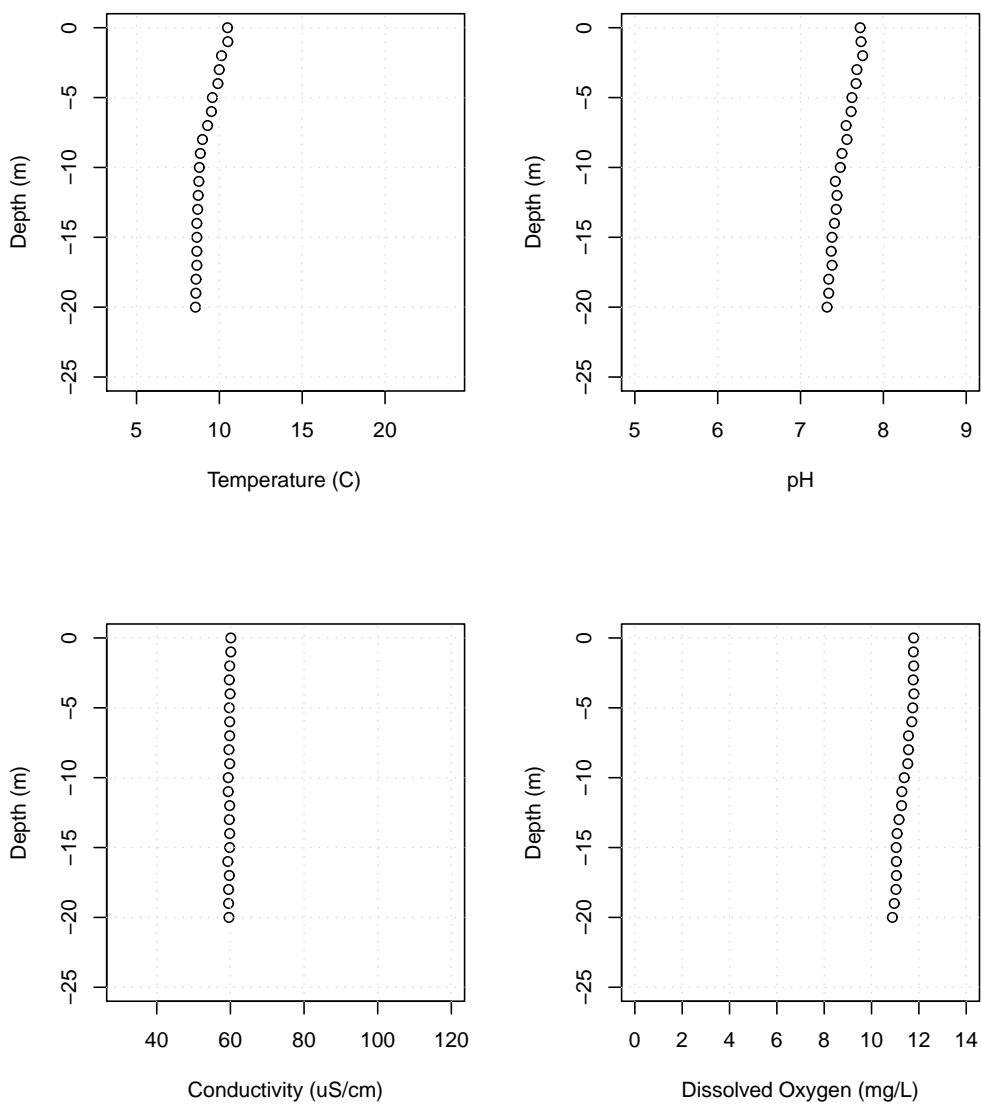 0
−5
−10
−15
−20
−25
Depth (m)
5 10 15 20
Temperature (C)
0
−5
−10
−15
−20
−25
Depth (m)
5 6 7 8 9
pH
0
−5
−10
−15
−20
−25
Depth (m)
40 60 80 100 120
Conductivity (uS/cm)
0
−5
−10
−15
−20
−25
Depth (m)
0 2 4 6 8 10 12 14
Dissolved Oxygen (mg/L)